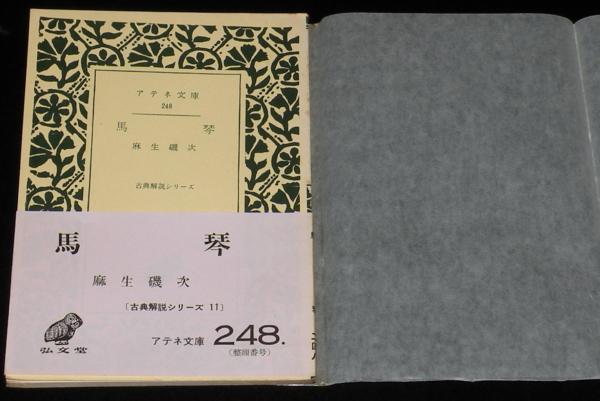 アテネ文庫
248
馬琴
麻生磯次
古典解説シリーズ
馬琴
麻生磯次
〔古典解説シリーズ 11〕
弘文堂
アテネ文庫 248.
(整理番号)